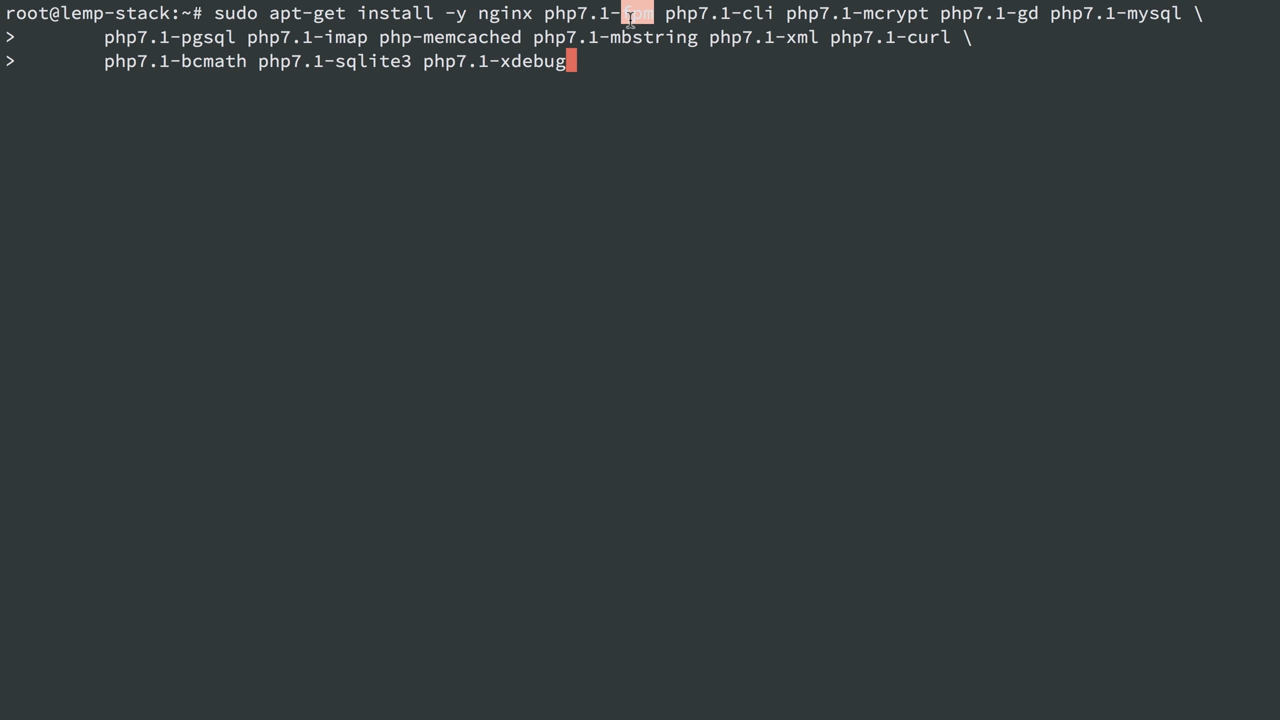 root@lemp-stack:~# sudo apt-get install -y nginx php7.1-fpm php7.1-cli php7.1-mcrypt php7.1-gd php7.1-mysql \
>        php7.1-pgsql php7.1-imap php-memcached php7.1-mbstring php7.1-xml php7.1-curl \
>        php7.1-bcmath php7.1-sqlite3 php7.1-xdebug